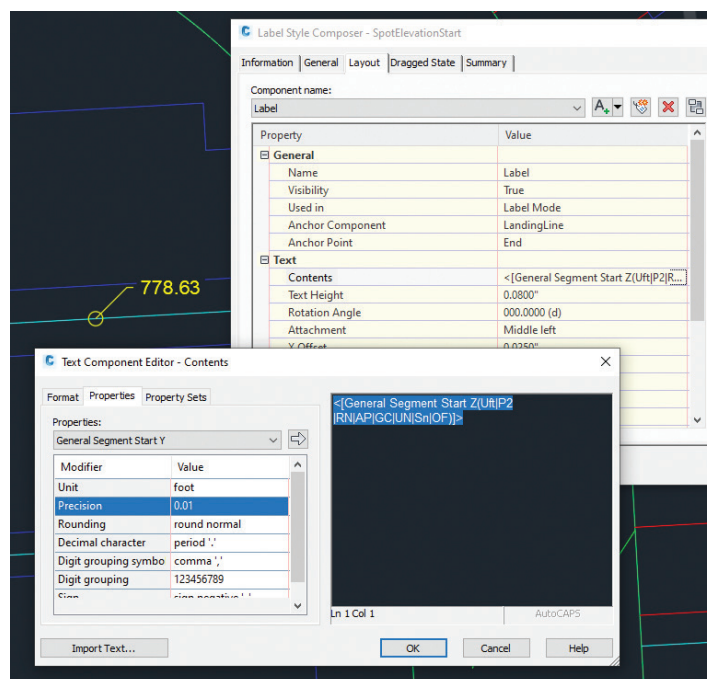 Label Style Composer - SpotElevationStart
Information General Layout Dragged State Summary
Component name:
Label
Property Value
General
Name Label
Visibility True
Used in Label Mode
Anchor Component LandingLine
Anchor Point End
Text
Contents <[General Segment Start Z(Uft|P2|R...
Text Height 0.0800"
Rotation Angle 000.0000 (d)
Attachment Middle left
X Offset 0.0250"
778.63
Text Component Editor - Contents
Format Properties Property Sets
Properties:
General Segment Start Y
Modifier Value
Unit foot
Precision 0.01
Rounding round normal
Decimal character period '.'
Digit grouping symbo comma ','
Digit grouping 123456789
Sign sign negative '-'
<[General Segment Start Z(Uft|P2
|RN|AP|GC|UN|Sn|OF)]>
Ln 1 Col 1 AutoCAPS
Import Text... OK Cancel Help